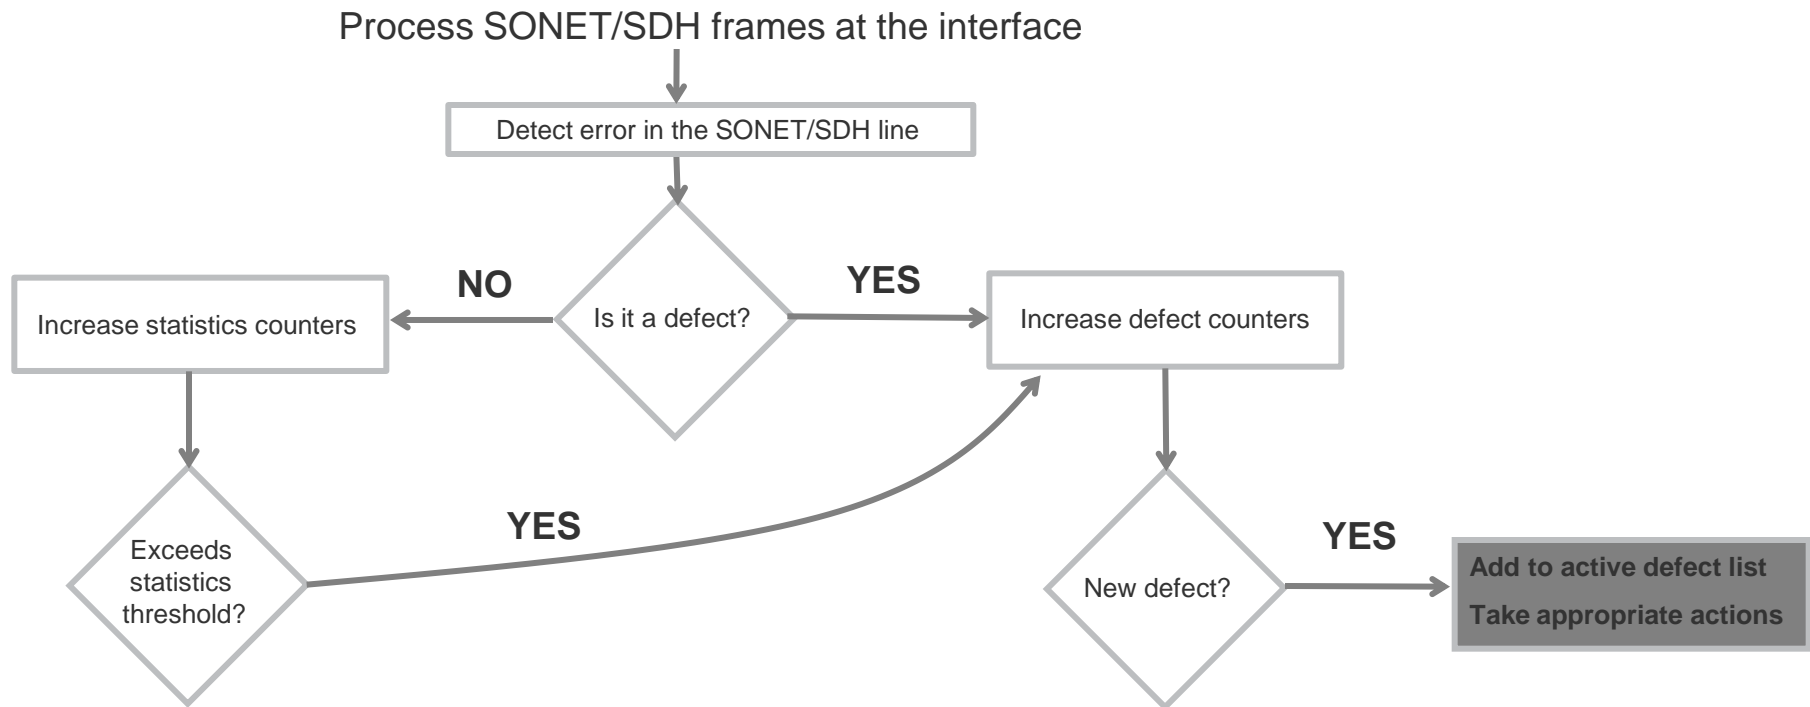 Process SONET/SDH frames at the interface
Detect error in the SONET/SDH line
NO
YES
Increase statistics counters
Is it a defect?
Increase defect counters
YES
YES
Exceeds
statistics
threshold?
New defect?
Add to active defect list
Take appropriate actions